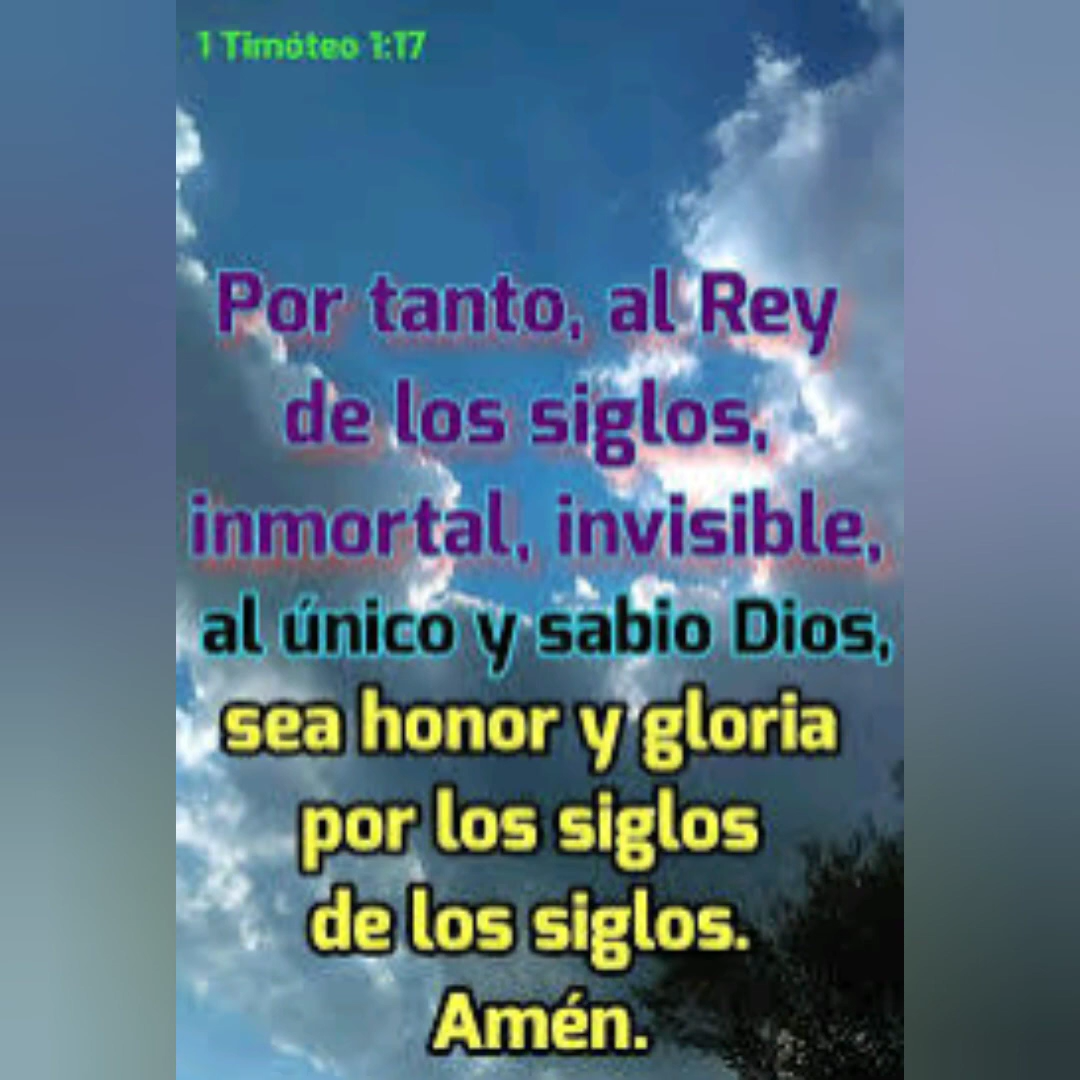 1 Timóteo 1:17
Por tanto, al Rey
de los siglos,
inmortal, invisible,
al único y sabio Dios,
sea honor y gloria
por los siglos
de los siglos.
Amén.